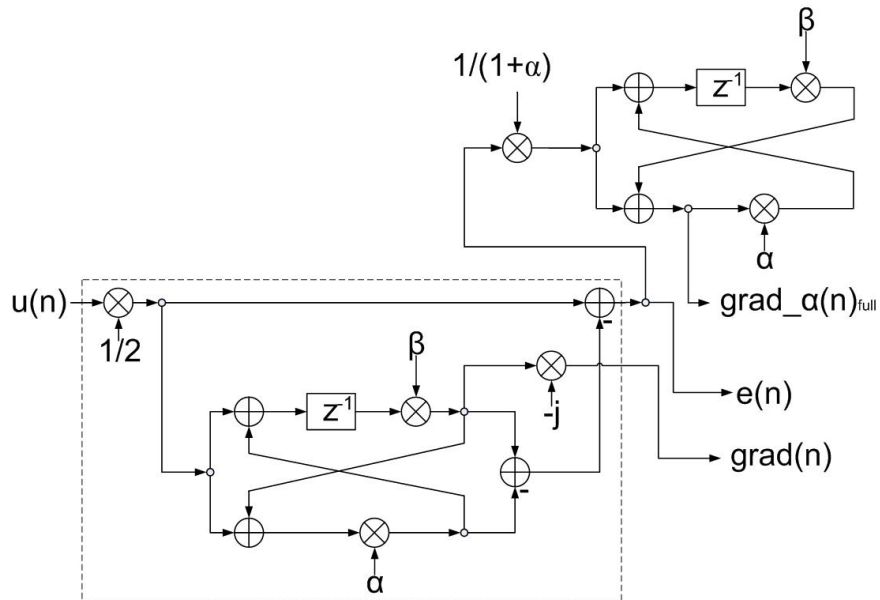 β
1/(1+α)
z⁻¹
α
u(n)
grad_α(n)full
-
1/2
β
e(n)
-j
z⁻¹
grad(n)
-
α